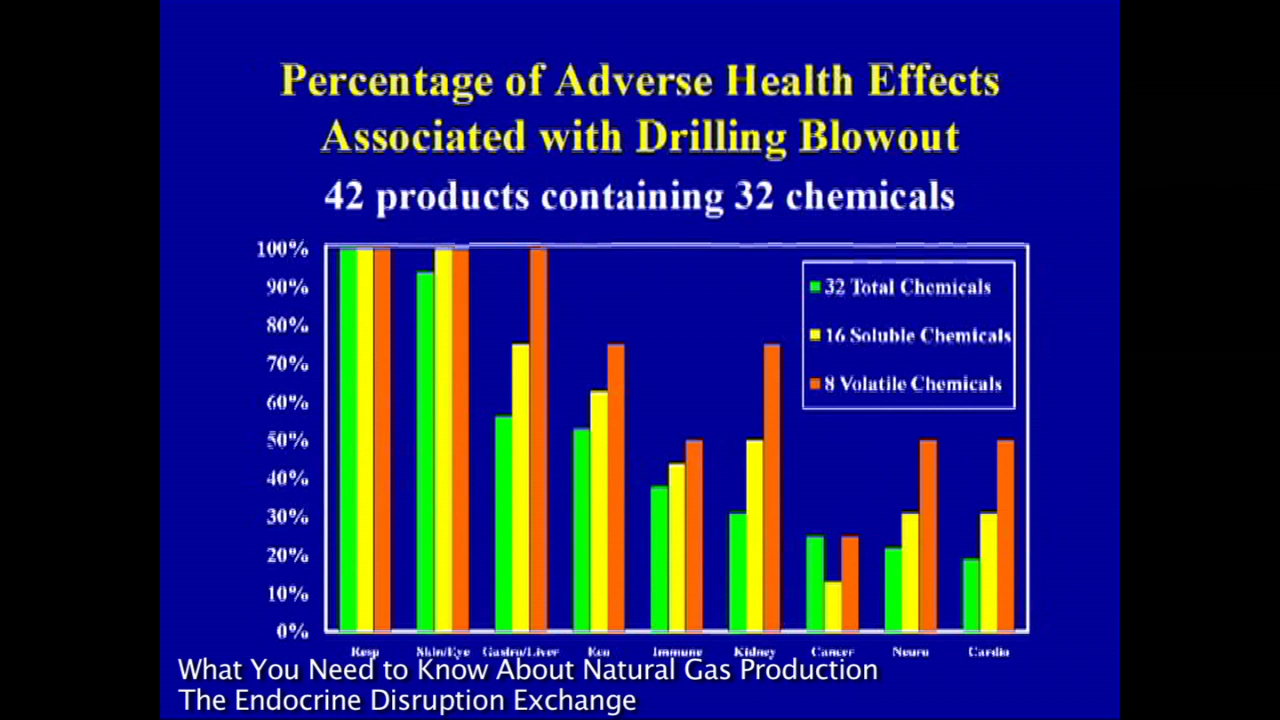 Percentage of Adverse Health Effects
Associated with Drilling Blowout
42 products containing 32 chemicals
100%
90%
80%
70%
60%
50%
40%
30%
20%
10%
0%
32 Total Chemicals
16 Soluble Chemicals
8 Volatile Chemicals
Resp Skin/Eye Gastro/Liver Eco Immune Kidney Cancer Neuro Cardio
What You Need to Know About Natural Gas Production
The Endocrine Disruption Exchange